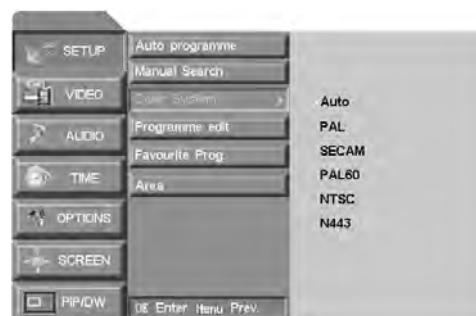 SETUP
VIDEO
AUDIO
TIME
OPTIONS
SCREEN
PIP/DW
Auto programme
Manual Search
Color System
Programme edit
Favourite Prog.
Area
OK Enter Menu Prev.
Auto
PAL
SECAM
PAL60
NTSC
N443